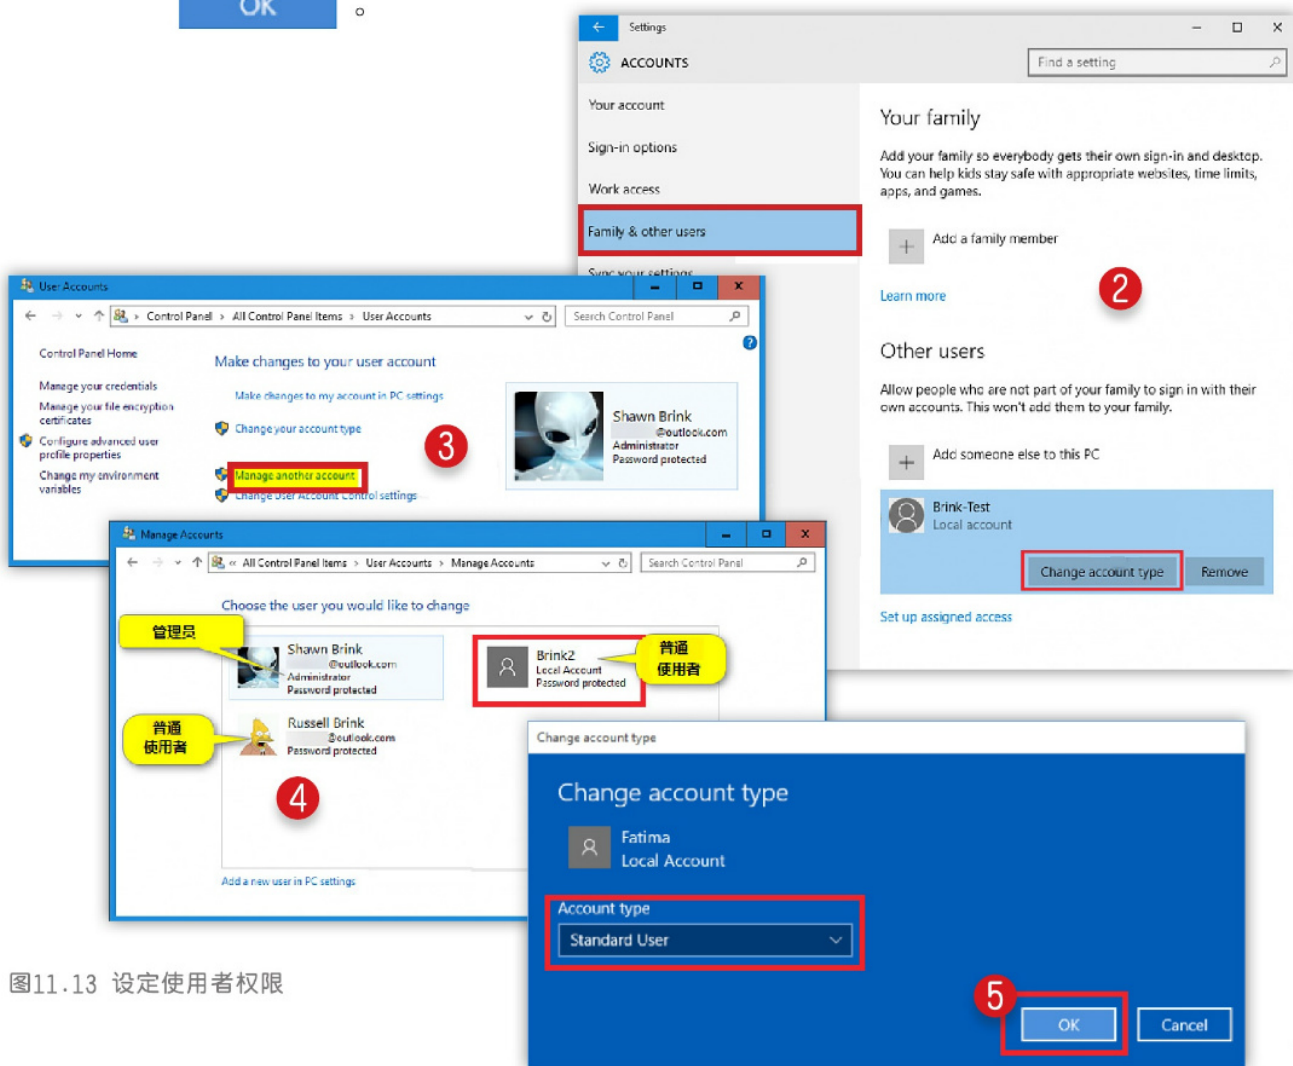 OK 。
Settings
ACCOUNTS
Find a setting
Your account
Sign-in options
Work access
Family & other users
Sync your settings
Your family
Add your family so everybody gets their own sign-in and desktop.
You can help kids stay safe with appropriate websites, time limits,
apps, and games.
Add a family member
2
Learn more
Other users
Allow people who are not part of your family to sign in with their
own accounts. This won't add them to your family.
Add someone else to this PC
Brink-Test
Local account
Change account type
Remove
Set up assigned access
User Accounts
Control Panel › All Control Panel Items › User Accounts
Search Control Panel
Control Panel Home
Manage your credentials
Manage your file encryption
certificates
Configure advanced user
profile properties
Change my environment
variables
Make changes to your user account
Make changes to my account in PC settings
Change your account type
3
Manage another account
Change User Account Control settings
Shawn Brink
@outlook.com
Administrator
Password protected
Manage Accounts
« All Control Panel Items › User Accounts › Manage Accounts
Search Control Panel
Choose the user you would like to change
管理员
Shawn Brink
@outlook.com
Administrator
Password protected
Brink2
Local Account
Password protected
普通
使用者
普通
使用者
Russell Brink
@outlook.com
Password protected
4
Add a new user in PC settings
Change account type
Change account type
Fatima
Local Account
Account type
Standard User
5
OK
Cancel
图11.13 设定使用者权限